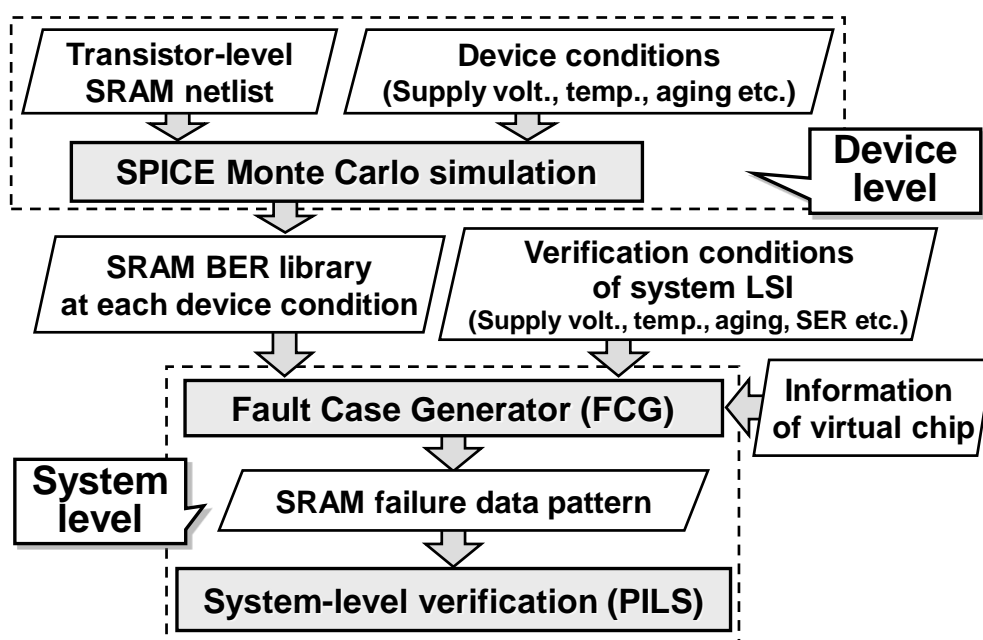 Transistor-level
SRAM netlist
Device conditions
(Supply volt., temp., aging etc.)
SPICE Monte Carlo simulation
Device
level
SRAM BER library
at each device condition
Verification conditions
of system LSI
(Supply volt., temp., aging, SER etc.)
Fault Case Generator (FCG)
Information
of virtual chip
System
level
SRAM failure data pattern
System-level verification (PILS)